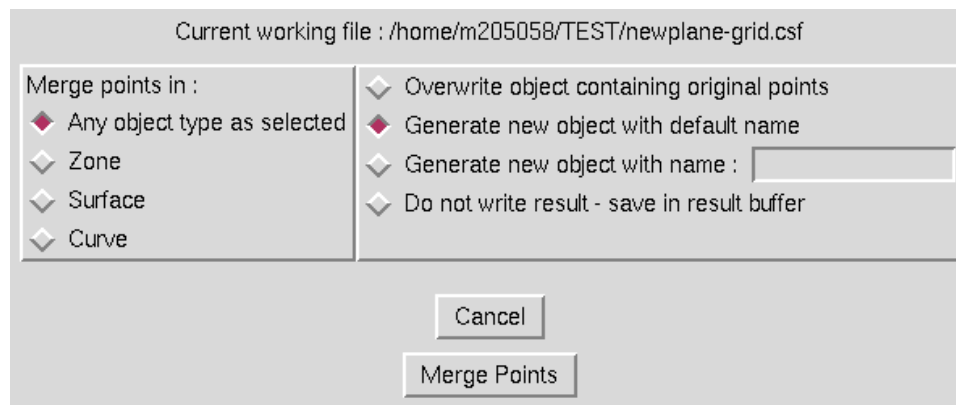 Current working file : /home/m205058/TEST/newplane-grid.csf
Merge points in :
Any object type as selected
Zone
Surface
Curve
Overwrite object containing original points
Generate new object with default name
Generate new object with name :
Do not write result - save in result buffer
Cancel
Merge Points